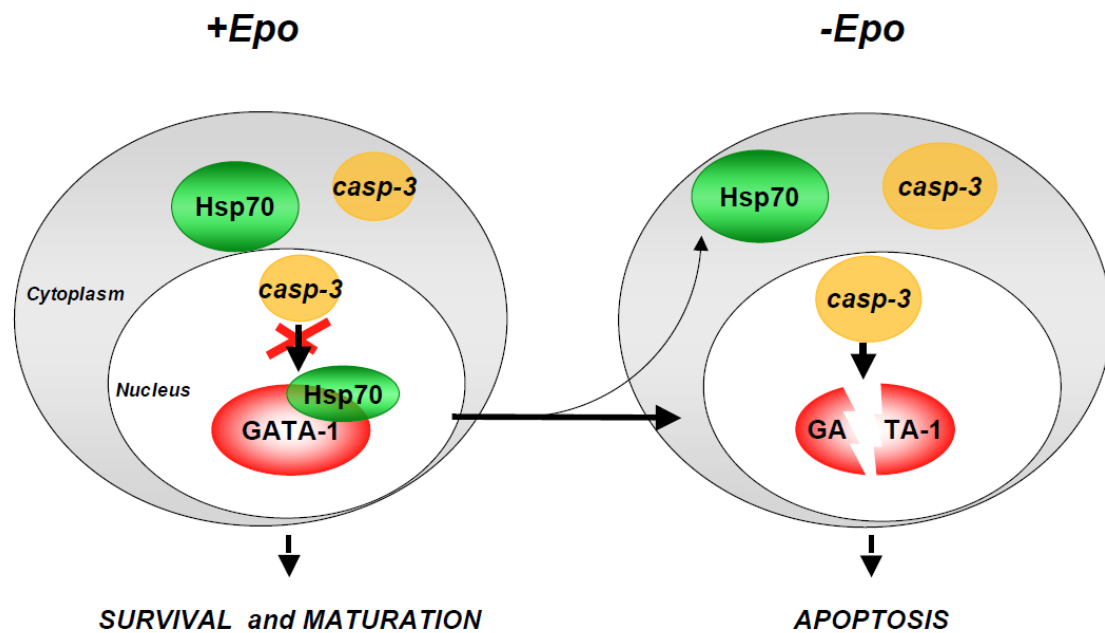 +Epo
-Epo
Hsp70
casp-3
Cytoplasm
casp-3
Nucleus
Hsp70
GATA-1
SURVIVAL and MATURATION
Hsp70
casp-3
casp-3
GA TA-1
APOPTOSIS